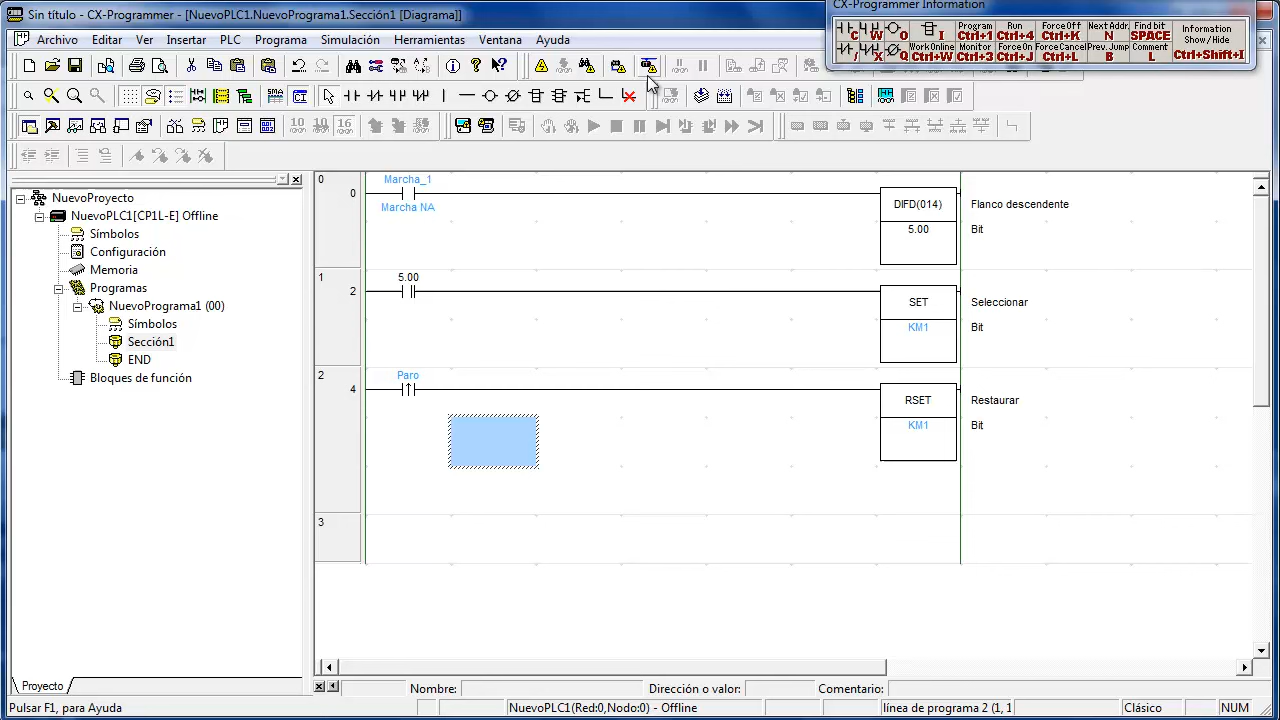 Sin título - CX-Programmer - [NuevoPLC1.NuevoPrograma1.Sección1 [Diagrama]]
CX-Programmer Information
C W O I Program Ctrl+1 Run Ctrl+4 Force Off Ctrl+K Next Addr. N Find bit SPACE
/ X Q Work Online Ctrl+W Monitor Ctrl+3 Force On Ctrl+J Force Cancel Ctrl+L Prev. Jump B Comment L
Information Show/Hide Ctrl+Shift+I
Archivo Editar Ver Insertar PLC Programa Simulación Herramientas Ventana Ayuda
SMA
10 10 16
NuevoProyecto
NuevoPLC1[CP1L-E] Offline
Símbolos
Configuración
Memoria
Programas
NuevoPrograma1 (00)
Símbolos
Sección1
END
Bloques de función
Proyecto
0
0
Marcha_1
Marcha NA
DIFD(014)
Flanco descendente
5.00
Bit
1
2
5.00
SET
Seleccionar
KM1
Bit
2
4
Paro
RSET
Restaurar
KM1
Bit
3
Nombre: Dirección o valor: Comentario:
Pulsar F1, para Ayuda
NuevoPLC1(Red:0,Nodo:0) - Offline
línea de programa 2 (1, 1
Clásico
NUM